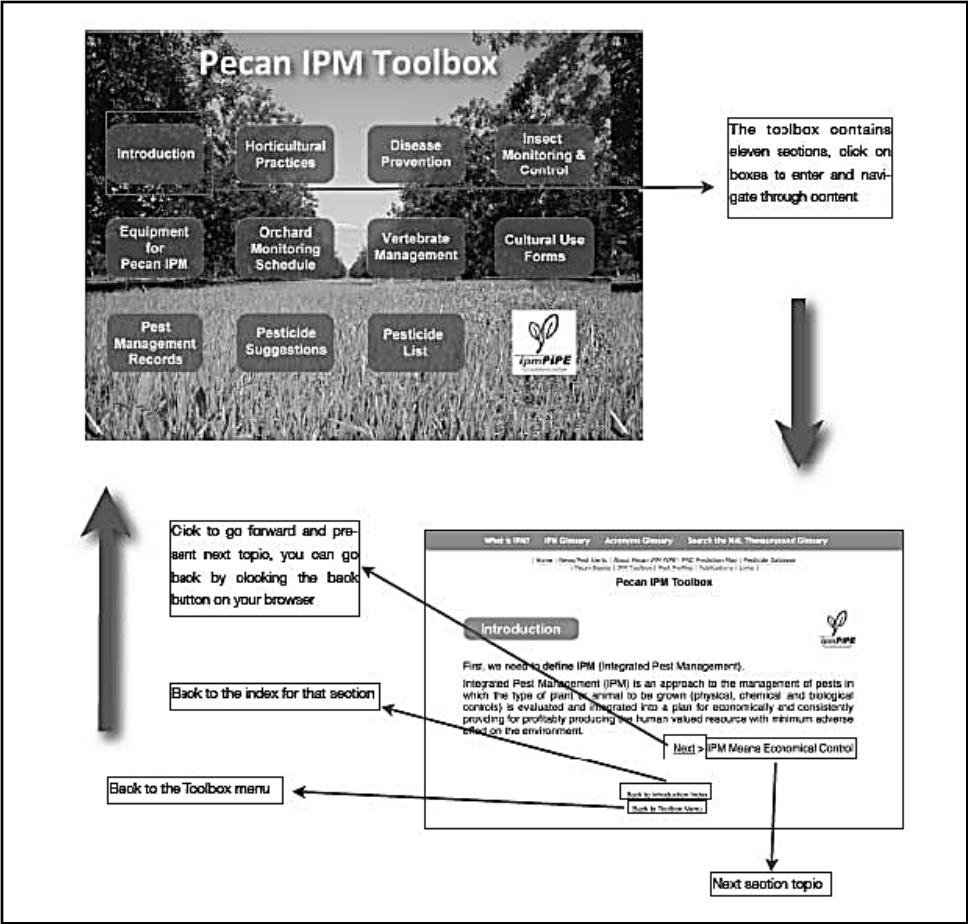 Pecan IPM Toolbox
Introduction
Horticultural
Practices
Disease
Prevention
Insect
Monitoring &
Control
Equipment
for
Pecan IPM
Orchard
Monitoring
Schedule
Vertebrate
Management
Cultural Use
Forms
Pest
Management
Records
Pesticide
Suggestions
Pesticide
List
ipmPIPE
The toolbox contains
eleven sections, click on
boxes to enter and navi-
gate through content
Click to go forward and pre-
sent next topic, you can go
back by clooking the back
button on your browser
Back to the index for that section
Back to the Toolbox menu
What is IPM? IPM Glossary Acronyms Glossary Search the NAL Thesaurus and Glossary
Pecan IPM Toolbox
Introduction
ipmPIPE
First, we need to define IPM (Integrated Pest Management).
Integrated Pest Management (IPM) is an approach to the management of pests in
which the type of plant or animal to be grown (physical, chemical and biological
controls) is evaluated and integrated into a plan for economically and consistently
providing for profitably producing the human valued resource with minimum adverse
effect on the environment.
Next > IPM Means Economical Control
Back to Introduction Index
Back to Toolbox Menu
Next section topic